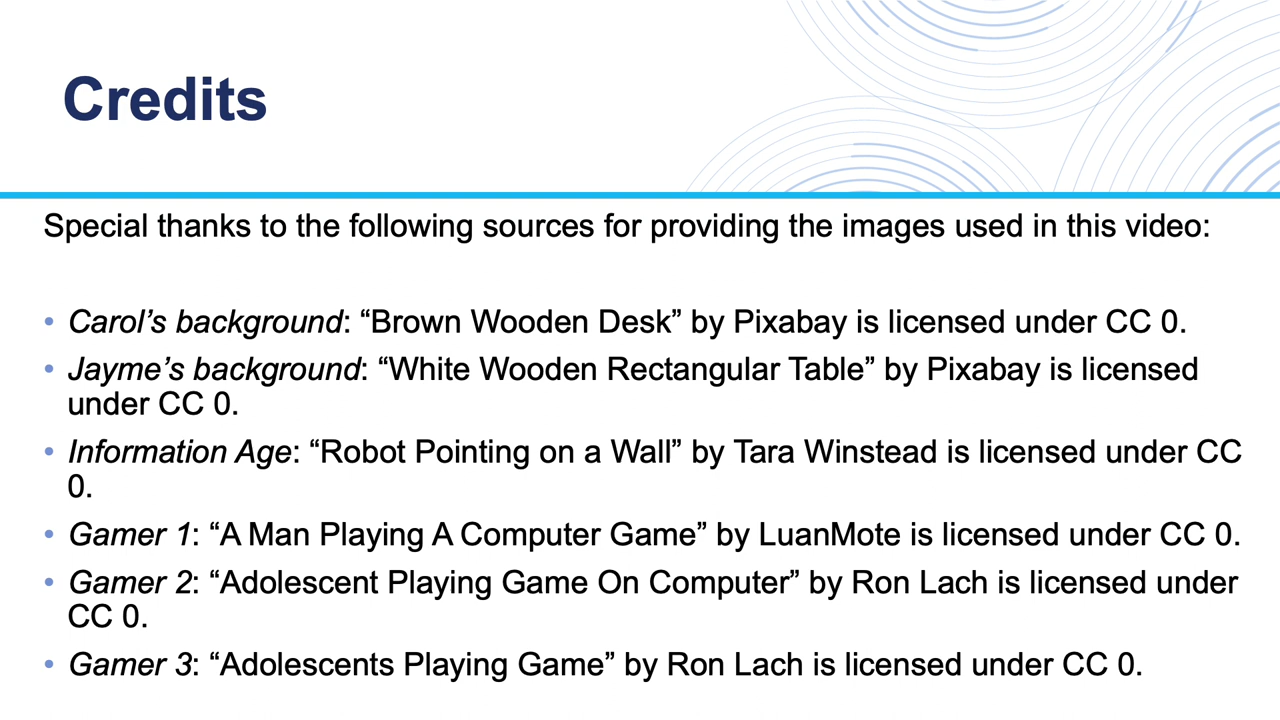 Credits
Special thanks to the following sources for providing the images used in this video:
• Carol’s background: “Brown Wooden Desk” by Pixabay is licensed under CC 0.
• Jayme’s background: “White Wooden Rectangular Table” by Pixabay is licensed
under CC 0.
• Information Age: “Robot Pointing on a Wall” by Tara Winstead is licensed under CC
0.
• Gamer 1: “A Man Playing A Computer Game” by LuanMote is licensed under CC 0.
• Gamer 2: “Adolescent Playing Game On Computer” by Ron Lach is licensed under
CC 0.
• Gamer 3: “Adolescents Playing Game” by Ron Lach is licensed under CC 0.